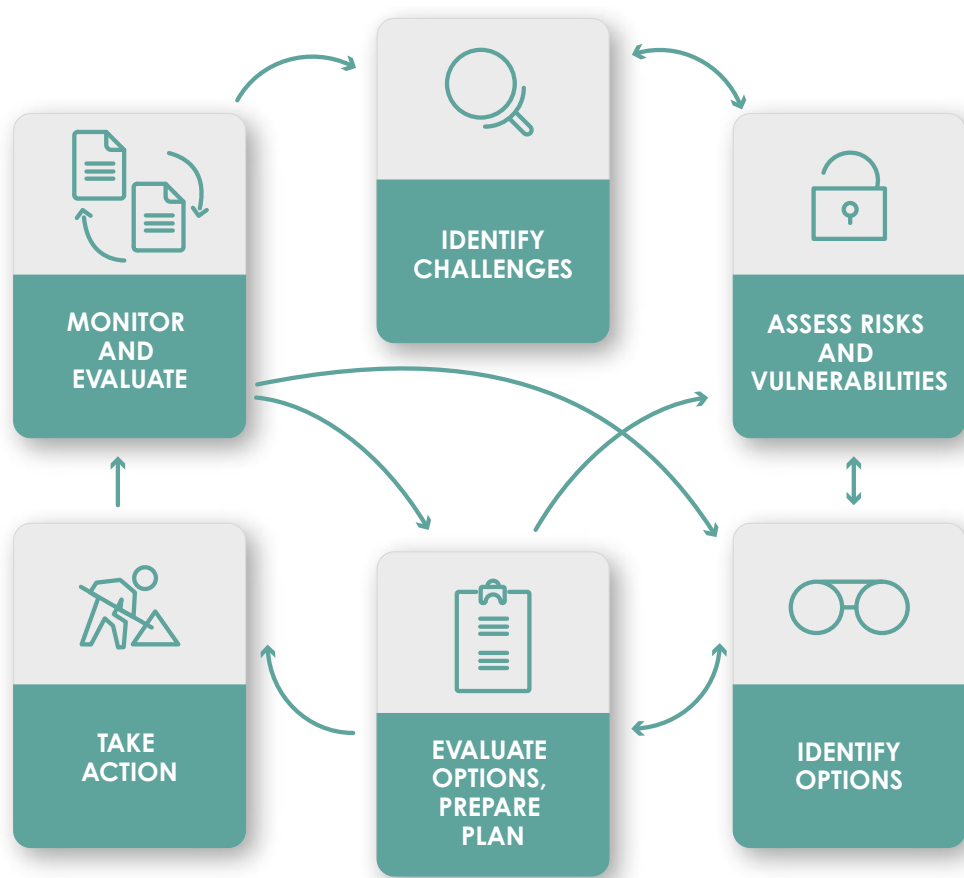 IDENTIFY
CHALLENGES
MONITOR
AND
EVALUATE
ASSESS RISKS
AND
VULNERABILITIES
TAKE
ACTION
EVALUATE
OPTIONS,
PREPARE
PLAN
IDENTIFY
OPTIONS